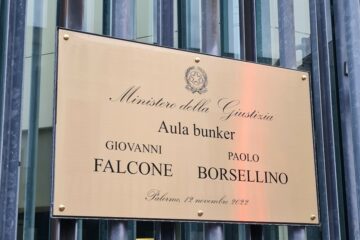 Ministero della Giustizia
Aula bunker
GIOVANNI PAOLO
FALCONE BORSELLINO
Palermo, 12 novembre 2022